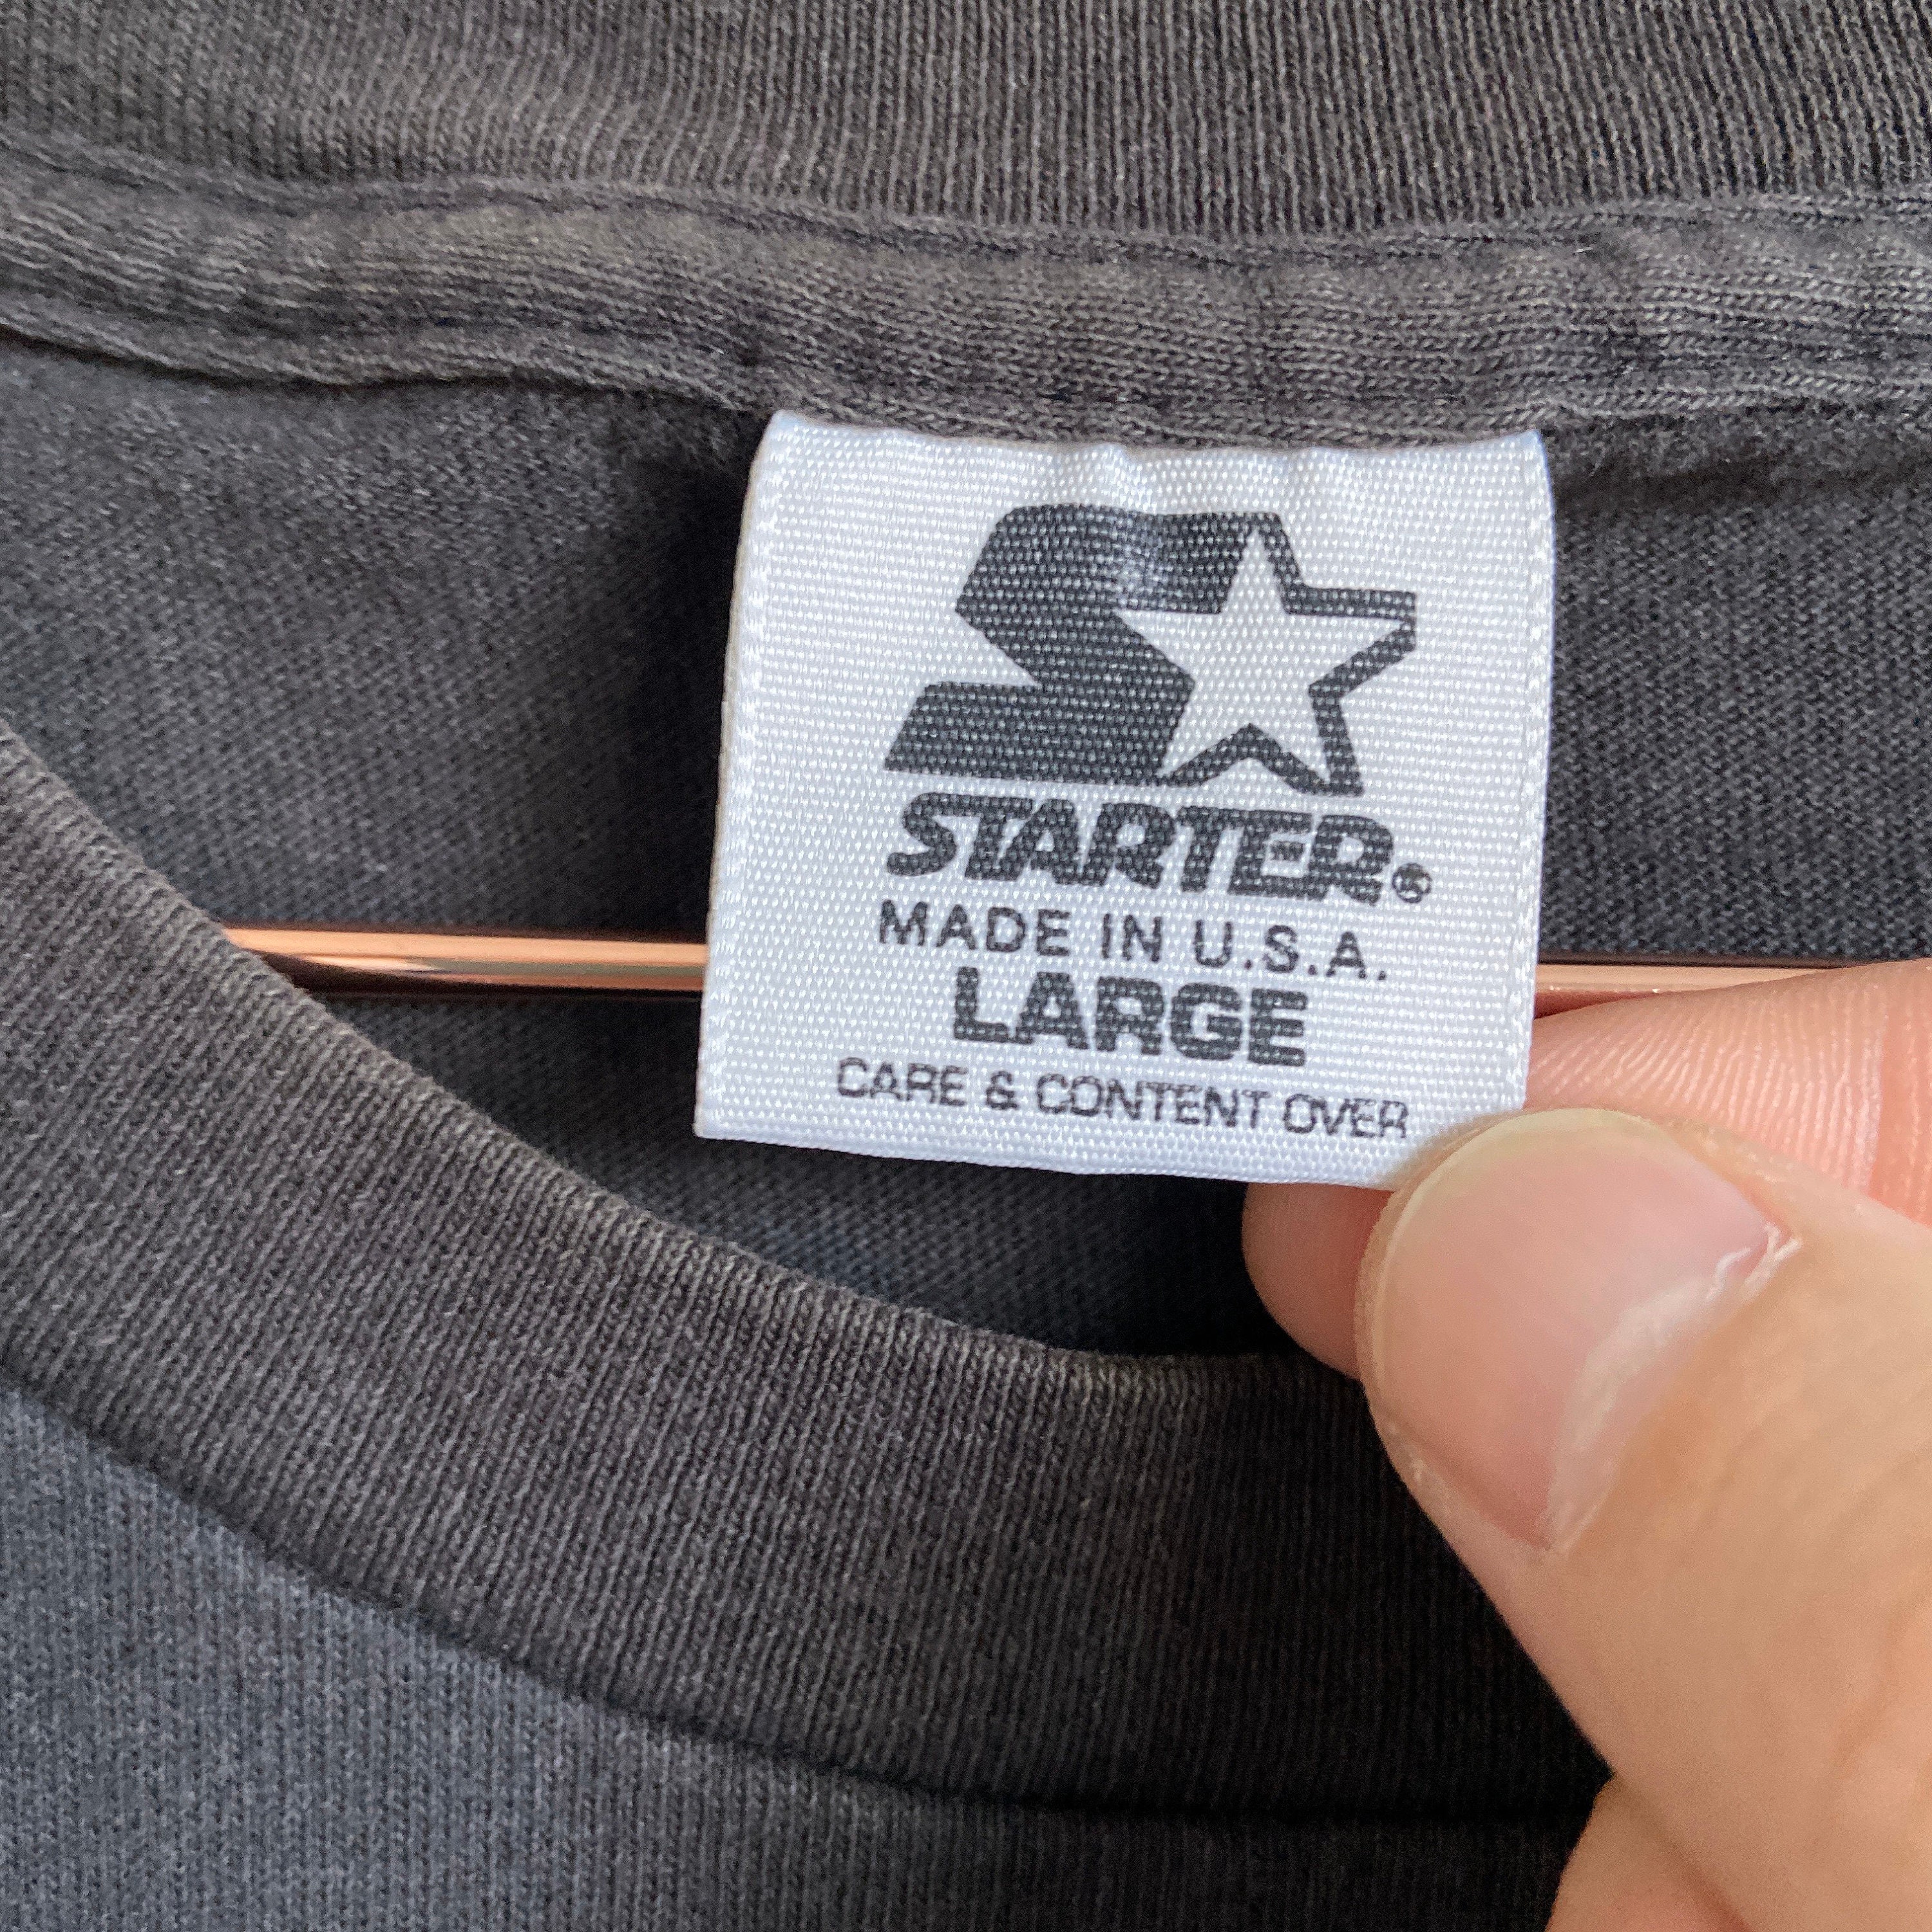 STARTER®
MADE IN U.S.A.
LARGE
CARE & CONTENT OVER